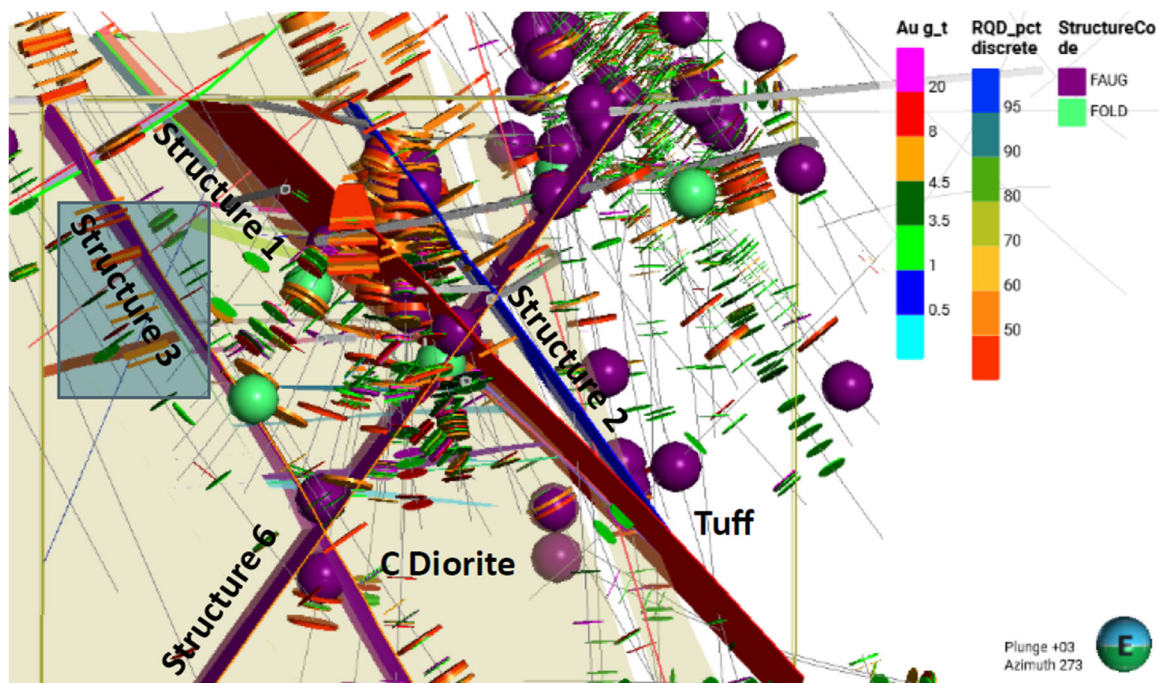 Au g_t
20
8
4.5
3.5
1
0.5
RQD_pct
discrete
95
90
80
70
60
50
StructureCo
de
FAUG
FOLD
Structure 1
Structure 3
Structure 2
Structure 6
C Diorite
Tuff
Plunge +03
Azimuth 273
E